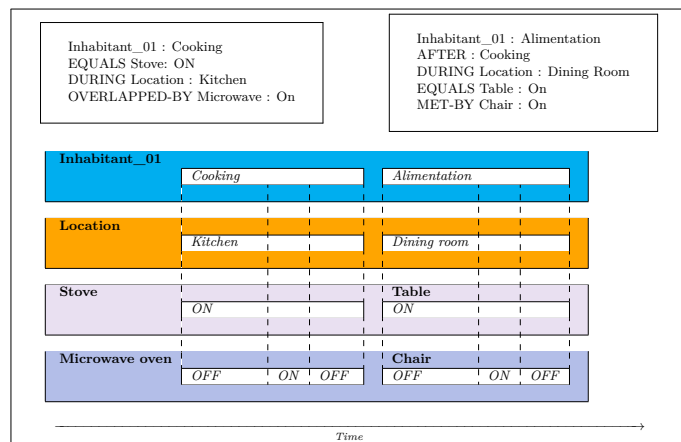 Inhabitant_01 : Cooking
EQUALS Stove: ON
DURING Location : Kitchen
OVERLAPPED-BY Microwave : On
Inhabitant_01 : Alimentation
AFTER : Cooking
DURING Location : Dining Room
EQUALS Table : On
MET-BY Chair : On
Inhabitant_01
Cooking Alimentation
Location
Kitchen Dining room
Stove Table
ON ON
Microwave oven Chair
OFF ON OFF OFF ON OFF
Time